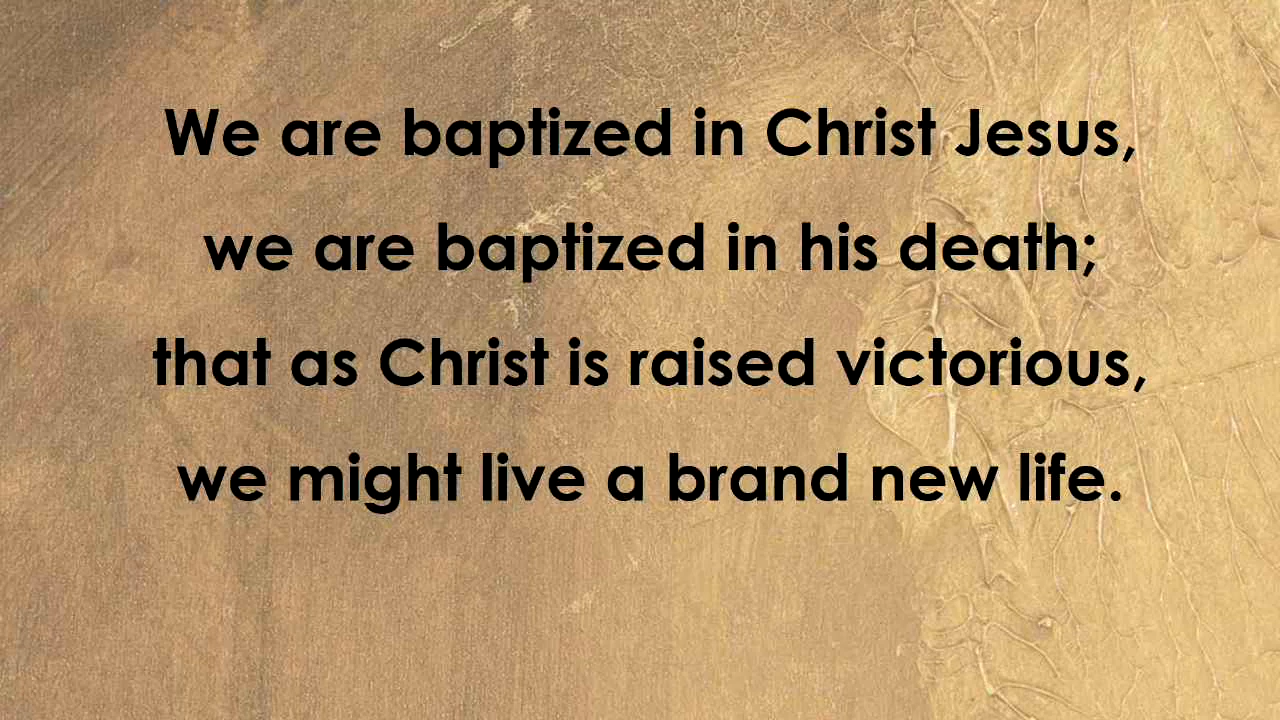 We are baptized in Christ Jesus,
we are baptized in his death;
that as Christ is raised victorious,
we might live a brand new life.